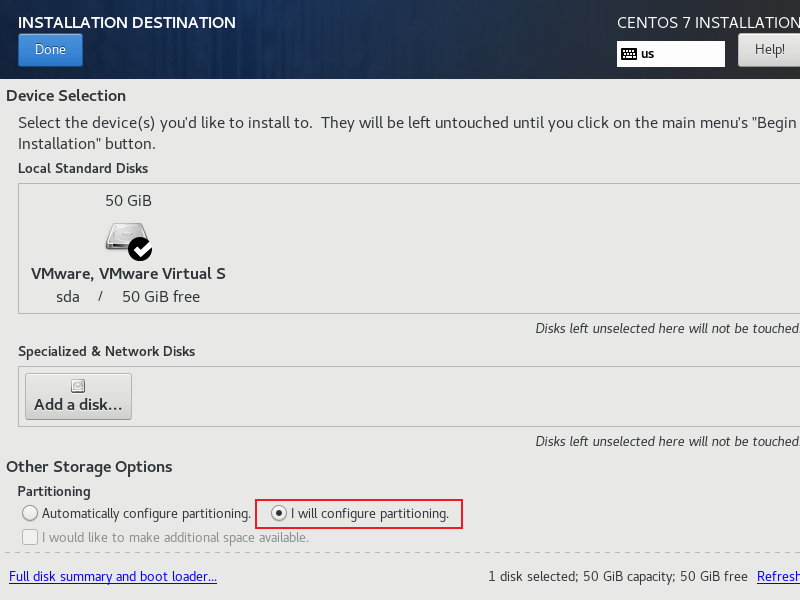 INSTALLATION DESTINATION
CENTOS 7 INSTALLATION
Done
us
Help!
Device Selection
Select the device(s) you'd like to install to.  They will be left untouched until you click on the main menu's "Begin
Installation" button.
Local Standard Disks
50 GiB
VMware, VMware Virtual S
sda / 50 GiB free
Disks left unselected here will not be touched.
Specialized & Network Disks
Add a disk...
Disks left unselected here will not be touched.
Other Storage Options
Partitioning
Automatically configure partitioning. I will configure partitioning.
I would like to make additional space available.
Full disk summary and boot loader... 1 disk selected; 50 GiB capacity; 50 GiB free Refresh